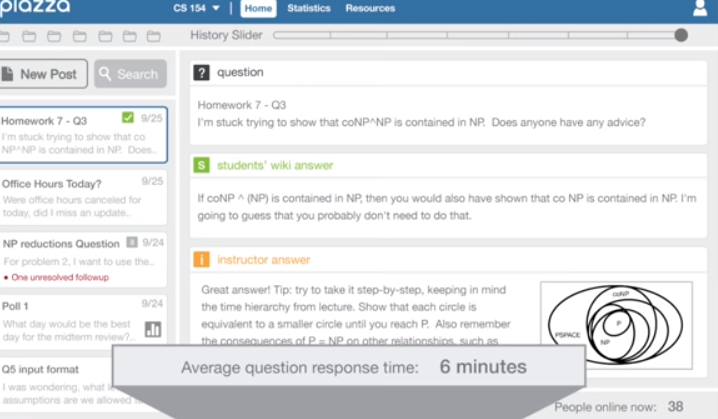 piazza
CS 154 ▼ | Home Statistics Resources
History Slider
New Post Search
Homework 7 - Q3 9/25
I'm stuck trying to show that co
NP^NP is contained in NP. Does..
Office Hours Today? 9/25
Were office hours canceled for
today, did I miss an update..
NP reductions Question 9/24
For problem 2, I want to use the...
• One unresolved followup
Poll 1 9/24
What day would be the best
day for the midterm review?..
Q5 input format
I was wondering, what
assumptions are we allowed
? question
Homework 7 - Q3
I'm stuck trying to show that coNP^NP is contained in NP. Does anyone have any advice?
S students' wiki answer
If coNP ^ (NP) is contained in NP, then you would also have shown that co NP is contained in NP. I'm
going to guess that you probably don't need to do that.
i instructor answer
Great answer! Tip: try to take it step-by-step, keeping in mind
the time hierarchy from lecture. Show that each circle is
equivalent to a smaller circle until you reach P. Also remember
the consequences of P = NP on other relationships, such as
coNP
P
PSPACE
NP
Average question response time: 6 minutes
People online now: 38